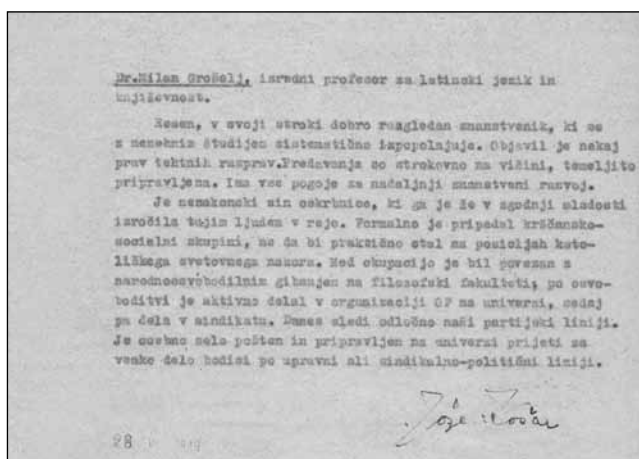 Dr.Milan Grošelj, izredni profesor za latinski jezik in
književnost.
Resen, v svoji stroki dobro razgledan znanstvenik, ki se
z nenehnim študijem sistematično izpopolnjuje. Objavil je nekaj
prav tehtnih razprav.Predavanja so strokovno na višini, temeljito
pripravljena. Ima vse pogoje za nadaljnji znanstveni razvoj.
Je nezakonski sin oskrbnice, ki ga je že v zgodnji mladosti
izročila tujim ljudem v rejo. Formalno je pripadal krščansko-
socialni skupini, ne da bi praktično stal na pozicijah kato-
liškega svetovnega nazora. Med okupacijo je bil povezan z
narodnoosvobodilnim gibanjem na filozofski fakulteti, po osvo-
boditvi je aktivno delal v organizaciji OF na univerzi, sedaj
pa dela v sindikatu. Danes sledi odločno naši partijski liniji.
Je osebno zelo pošten in pripravljen na univerzi prijeti za
vsako delo bodisi po upravni ali sindikalno-politični liniji.
Jože
28